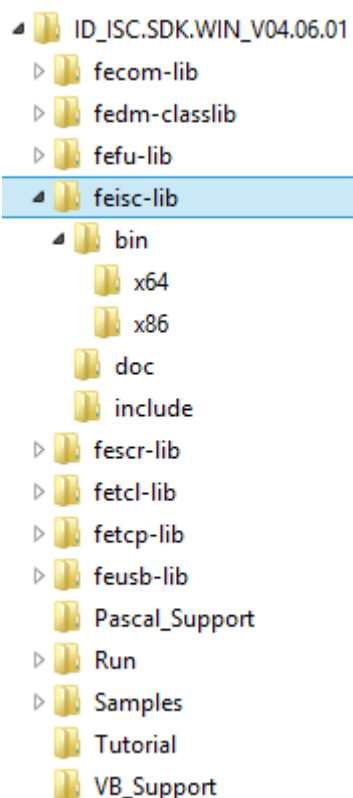 ID_ISC.SDK.WIN_V04.06.01
fecom-lib
fedm-classlib
fefu-lib
feisc-lib
bin
x64
x86
doc
include
fescr-lib
fetcl-lib
fetcp-lib
feusb-lib
Pascal_Support
Run
Samples
Tutorial
VB_Support